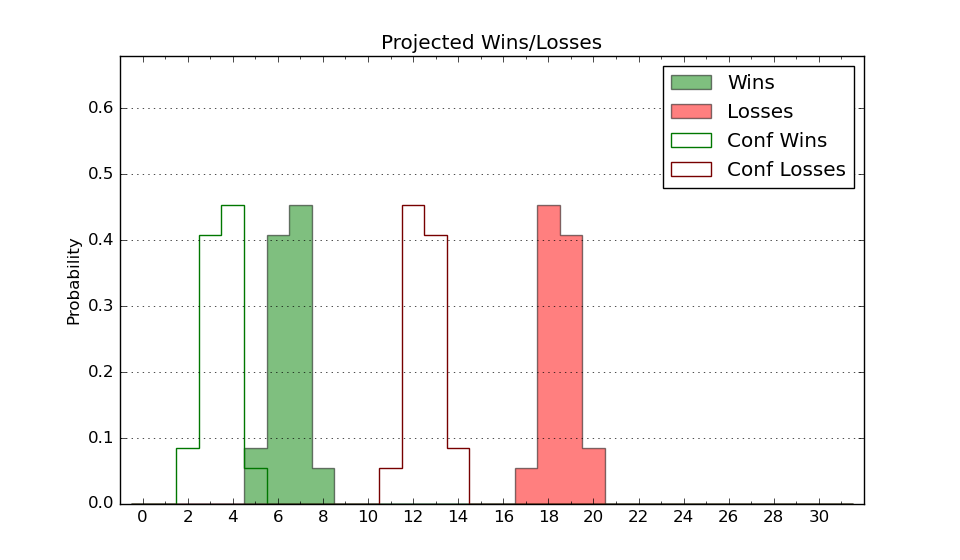 Projected Wins/Losses
Wins
Losses
Conf Wins
Conf Losses
Probability
0.6
0.5
0.4
0.3
0.2
0.1
0.0
0 2 4 6 8 10 12 14 16 18 20 22 24 26 28 30